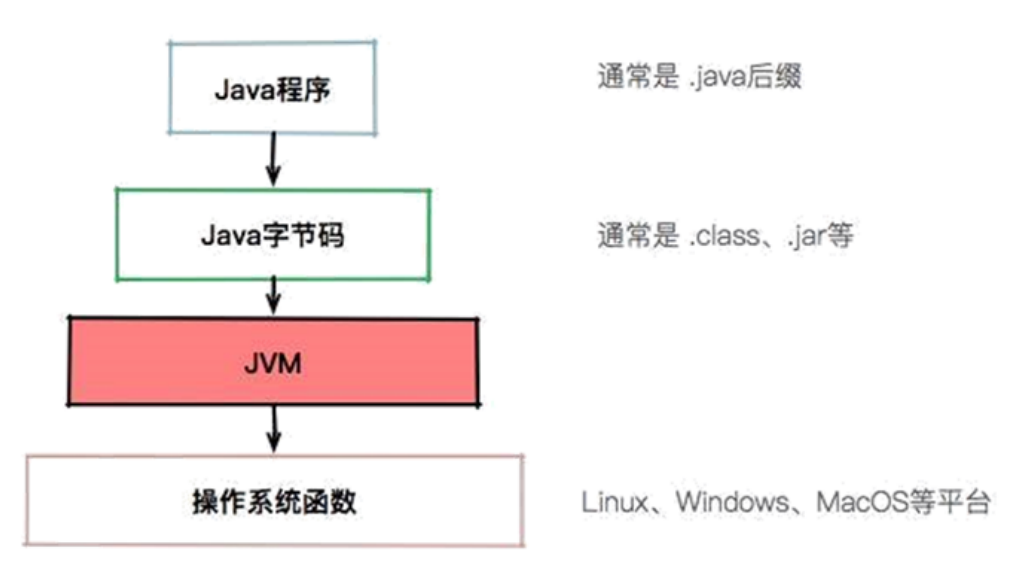 Java程序
通常是 .java后缀
Java字节码
通常是 .class、.jar等
JVM
操作系统函数
Linux、Windows、MacOS等平台